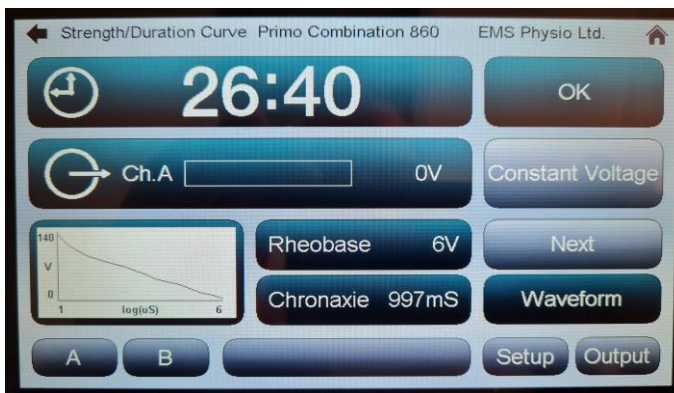 Strength/Duration Curve Primo Combination 860 EMS Physio Ltd.
26:40 OK
Ch.A 0V Constant Voltage
140
V
0
1 log(uS) 6
Rheobase 6V Next
Chronaxie 997mS Waveform
A B Setup Output